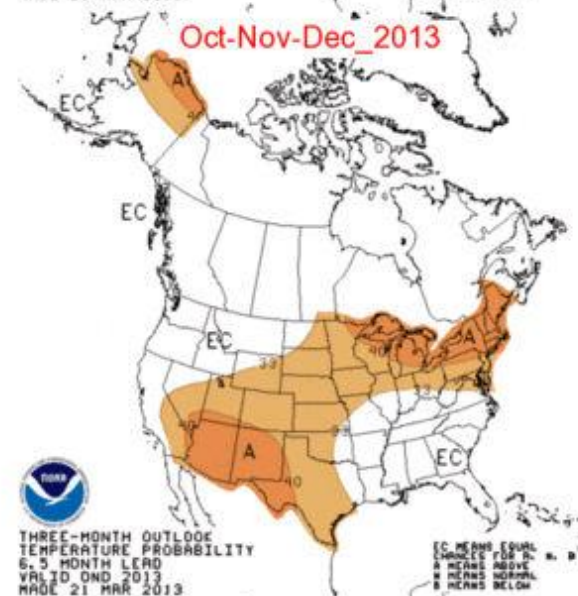 Oct-Nov-Dec_2013
A
EC
EC
A
EC
33
40
33
40
33
A
EC
40
NOAA
THREE-MONTH OUTLOOK
TEMPERATURE PROBABILITY
6.5 MONTH LEAD
VALID OND 2013
MADE 21 MAR 2013
EC MEANS EQUAL
CHANCES FOR A, N, B
A MEANS ABOVE
N MEANS NORMAL
B MEANS BELOW